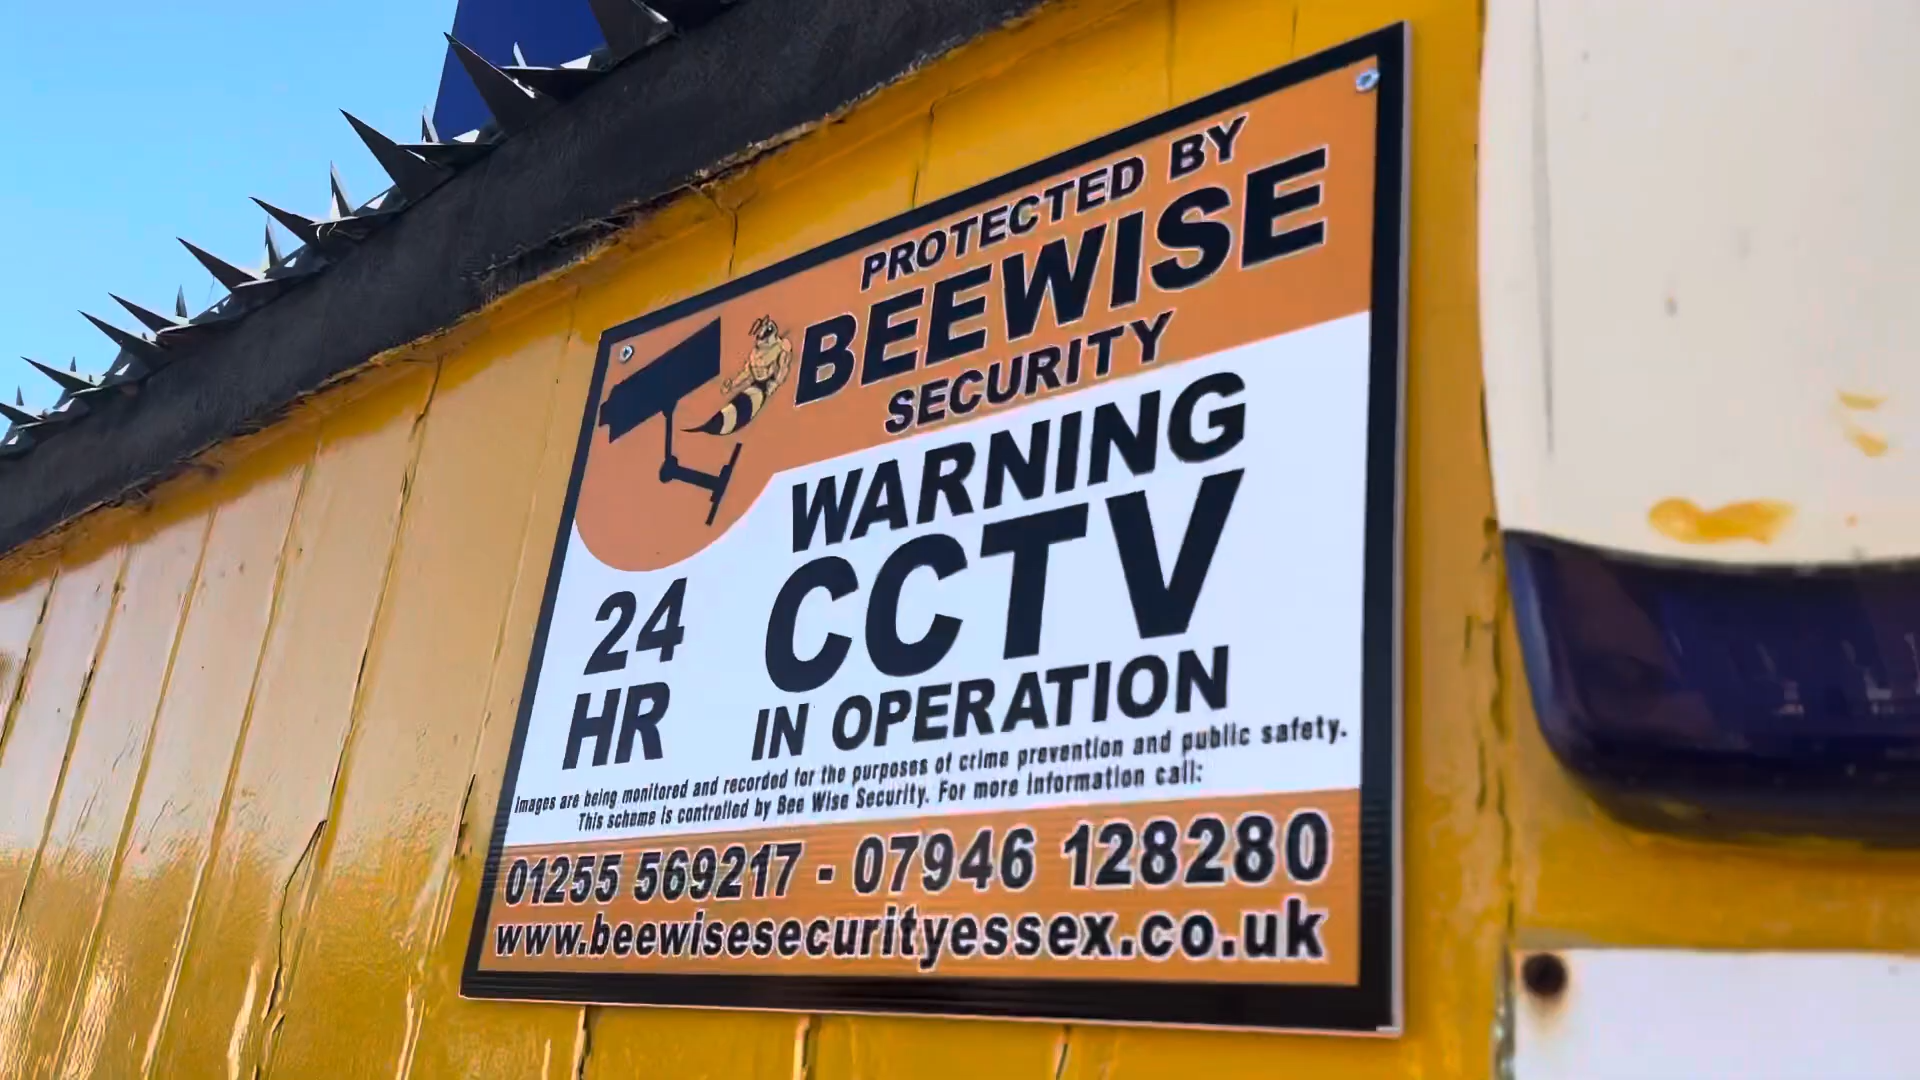 PROTECTED BY
BEEWISE
SECURITY
WARNING
CCTV
IN OPERATION
24
HR
Images are being monitored and recorded for the purposes of crime prevention and public safety.
This scheme is controlled by Bee Wise Security. For more information call:
01255 569217 - 07946 128280
www.beewisesecurityessex.co.uk